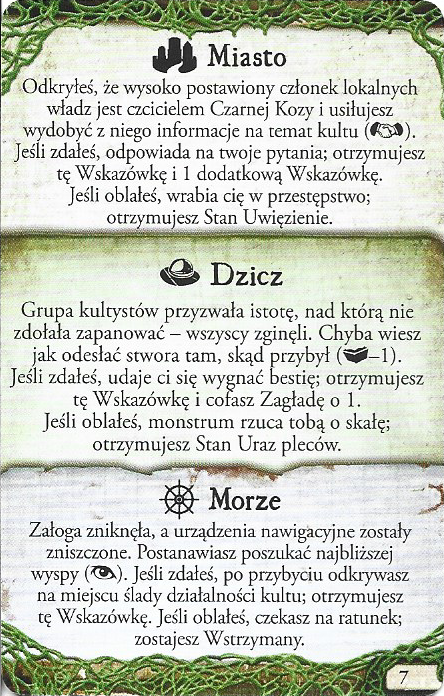 Miasto
Odkryłeś, że wysoko postawiony członek lokalnych
władz jest czcicielem Czarnej Kozy i usiłujesz
wydobyć z niego informacje na temat kultu ( ).
Jeśli zdałeś, odpowiada na twoje pytania; otrzymujesz
tę Wskazówkę i 1 dodatkową Wskazówkę.
Jeśli oblałeś, wrabia cię w przestępstwo;
otrzymujesz Stan Uwięzienie.
Dzicz
Grupa kultystów przyzwała istotę, nad którą nie
zdołała zapanować – wszyscy zginęli. Chyba wiesz
jak odesłać stwora tam, skąd przybył ( –1).
Jeśli zdałeś, udaje ci się wygnać bestię; otrzymujesz
tę Wskazówkę i cofasz Zagładę o 1.
Jeśli oblałeś, monstrum rzuca tobą o skałę;
otrzymujesz Stan Uraz pleców.
Morze
Załoga zniknęła, a urządzenia nawigacyjne zostały
zniszczone. Postanawiasz poszukać najbliższej
wyspy ( ). Jeśli zdałeś, po przybyciu odkrywasz
na miejscu ślady działalności kultu; otrzymujesz
tę Wskazówkę. Jeśli oblałeś, czekasz na ratunek;
zostajesz Wstrzymany.
7